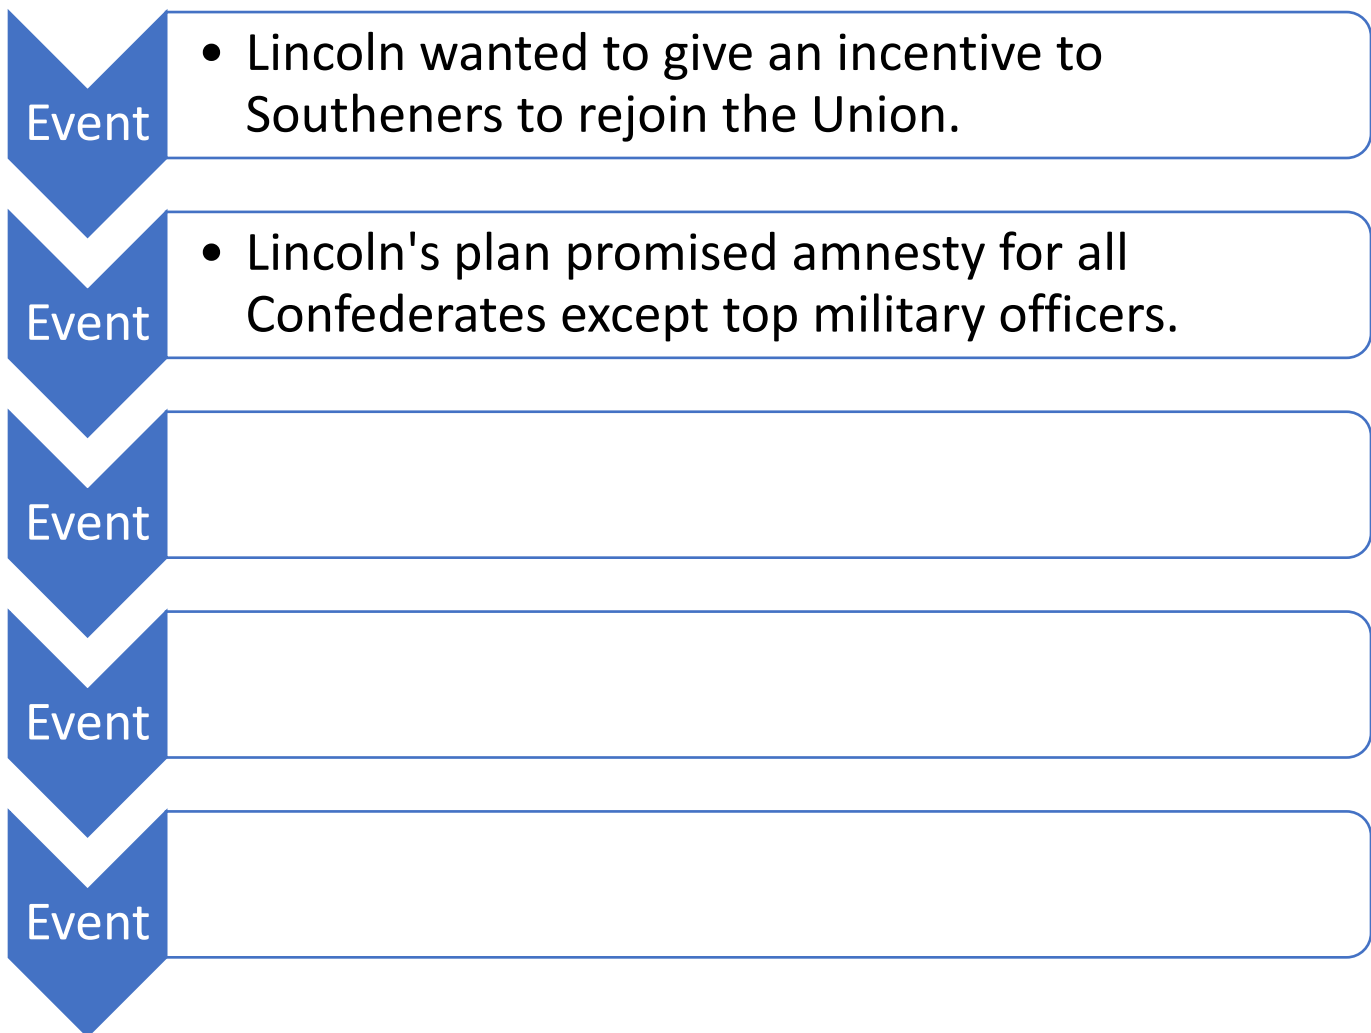 Event
• Lincoln wanted to give an incentive to
Southeners to rejoin the Union.
Event
• Lincoln's plan promised amnesty for all
Confederates except top military officers.
Event
Event
Event